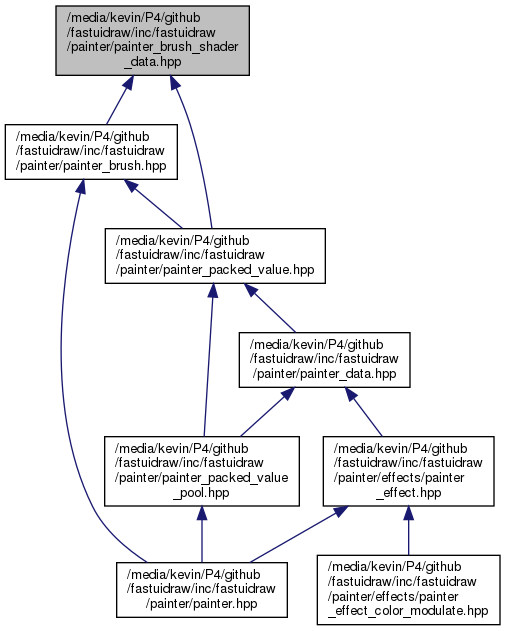 /media/kevin/P4/github
/fastuidraw/inc/fastuidraw
/painter/painter_brush_shader
_data.hpp
/media/kevin/P4/github
/fastuidraw/inc/fastuidraw
/painter/painter_brush.hpp
/media/kevin/P4/github
/fastuidraw/inc/fastuidraw
/painter/painter_packed_value.hpp
/media/kevin/P4/github
/fastuidraw/inc/fastuidraw
/painter/painter_data.hpp
/media/kevin/P4/github
/fastuidraw/inc/fastuidraw
/painter/painter_packed_value
_pool.hpp
/media/kevin/P4/github
/fastuidraw/inc/fastuidraw
/painter/effects/painter
_effect.hpp
/media/kevin/P4/github
/fastuidraw/inc/fastuidraw
/painter/painter.hpp
/media/kevin/P4/github
/fastuidraw/inc/fastuidraw
/painter/effects/painter
_effect_color_modulate.hpp